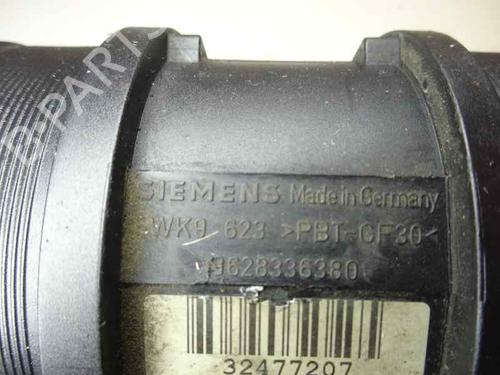 B-PARTS
SIEMENS Made in Germany
5WK9 623 >PBT-GF30<
9628336380
32477207